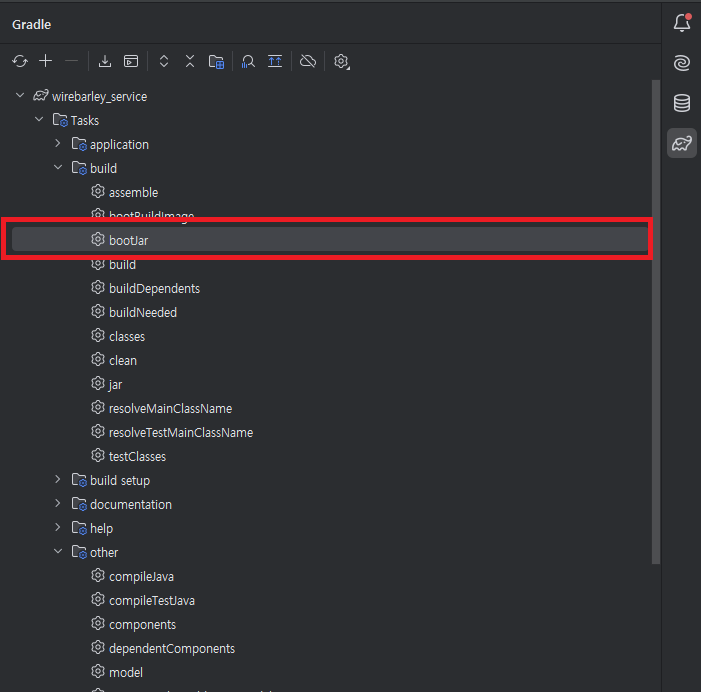 Gradle
wirebarley_service
Tasks
application
build
assemble
bootBuildImage
bootJar
build
buildDependents
buildNeeded
classes
clean
jar
resolveMainClassName
resolveTestMainClassName
testClasses
build setup
documentation
help
other
compileJava
compileTestJava
components
dependentComponents
model